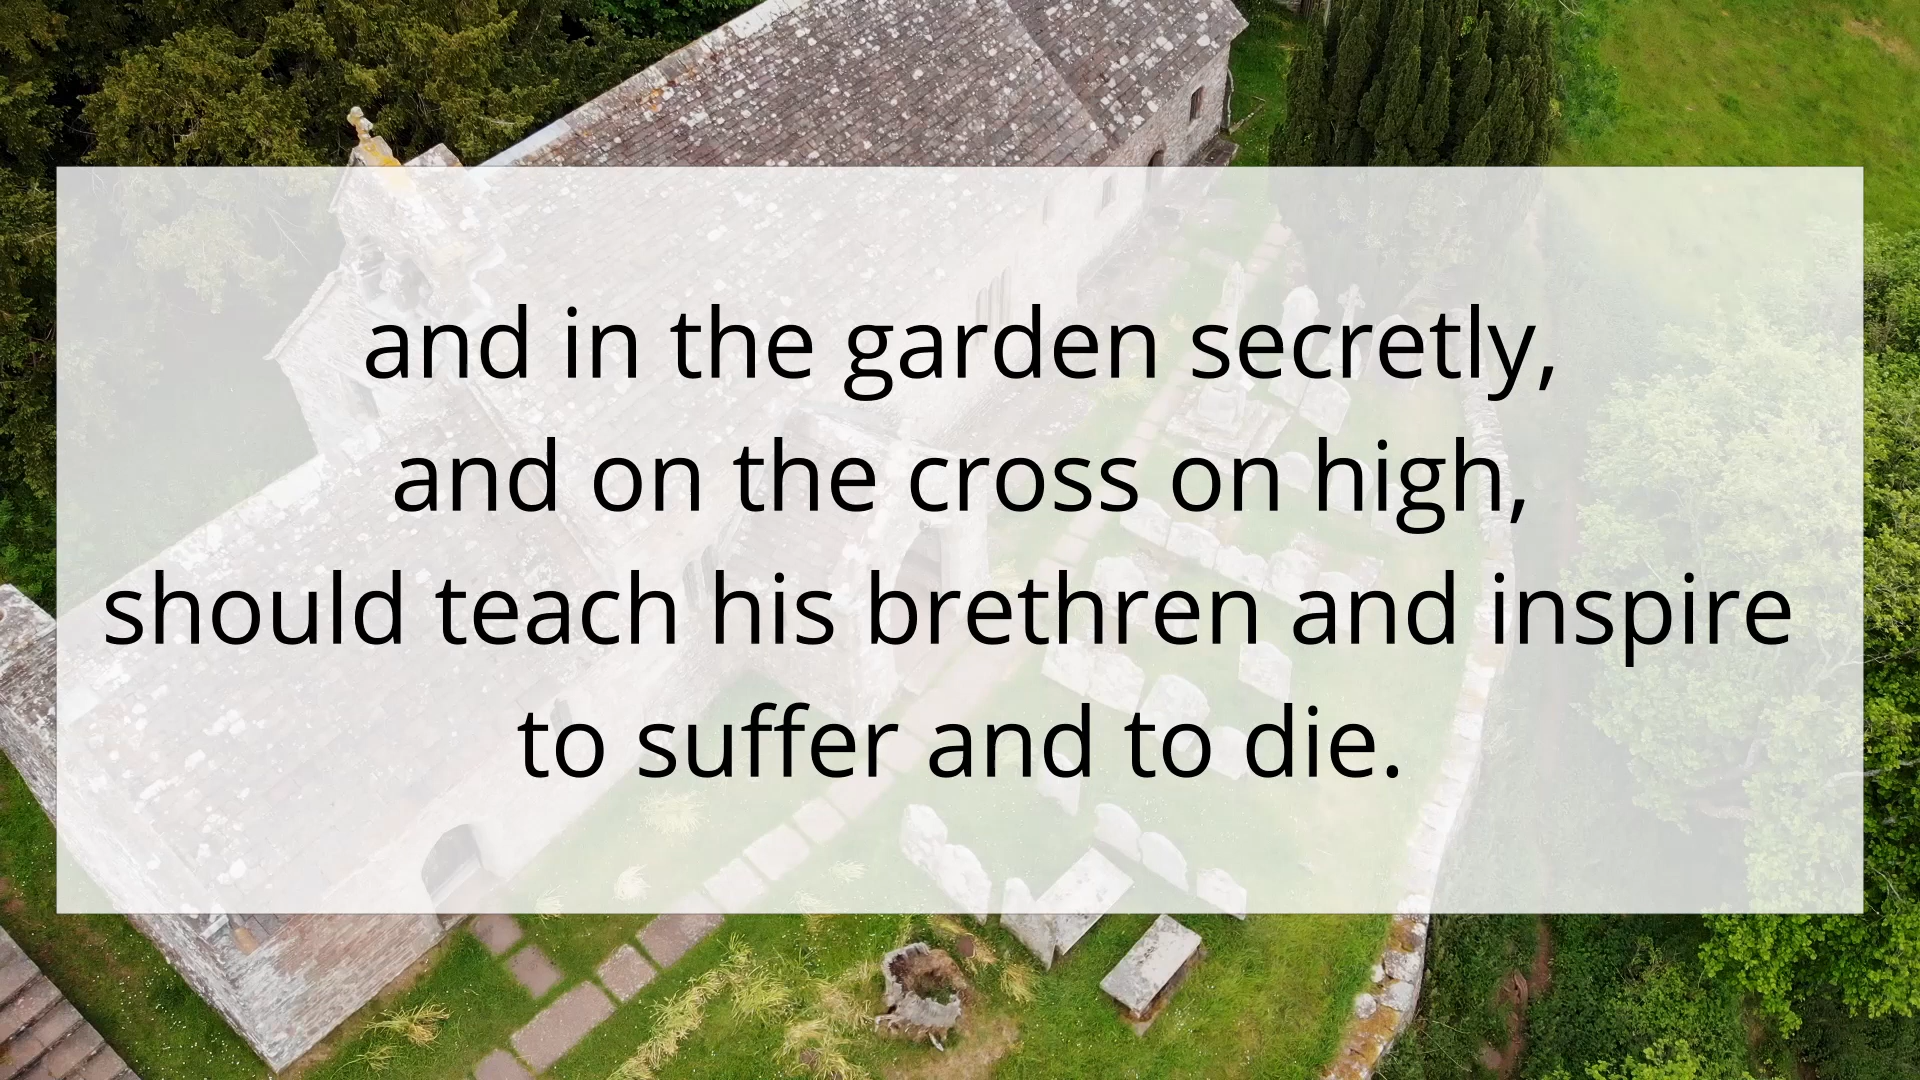 and in the garden secretly,
and on the cross on high,
should teach his brethren and inspire
to suffer and to die.